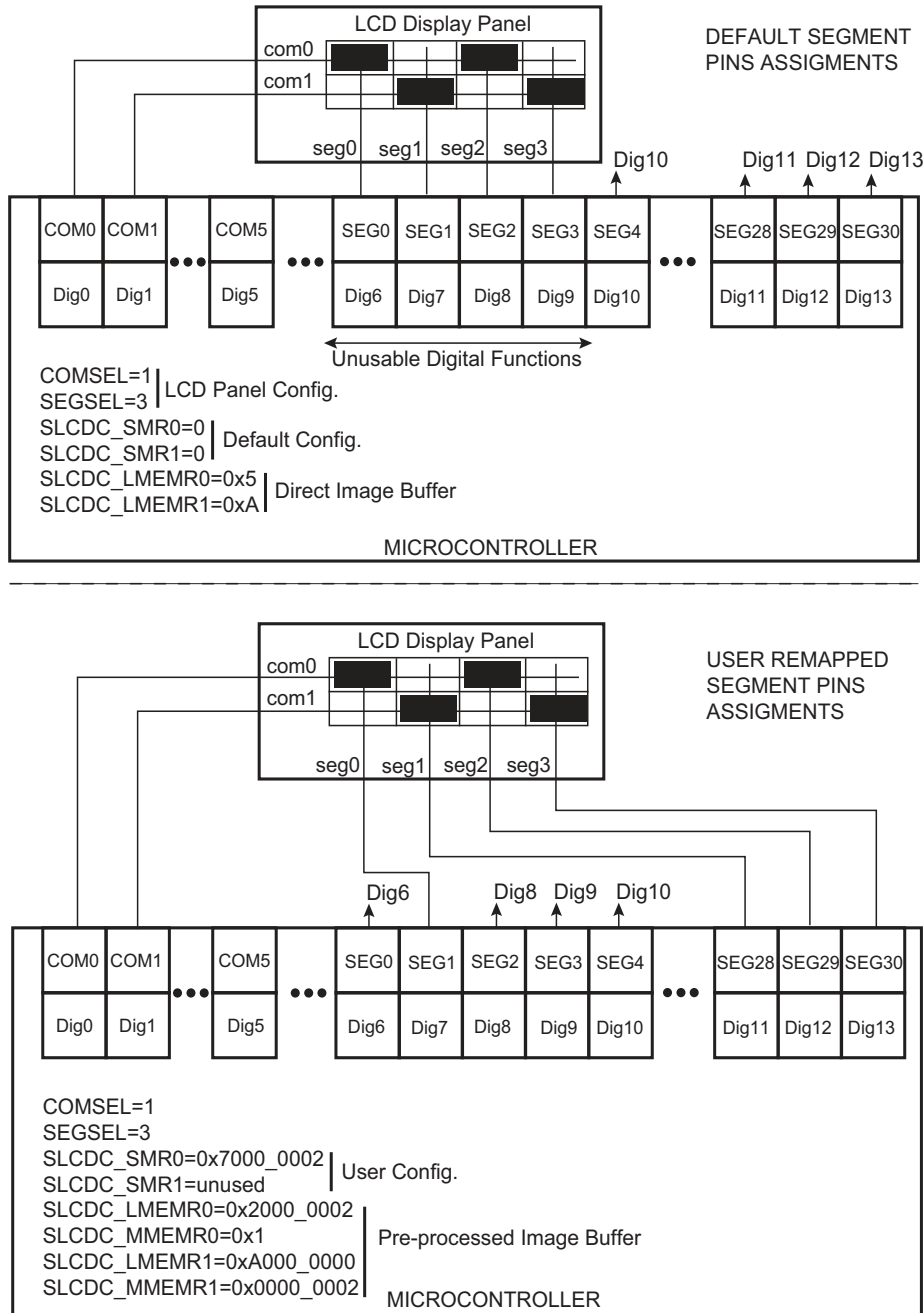 LCD Display Panel
DEFAULT SEGMENT
PINS ASSIGMENTS
com0
com1
seg0 seg1 seg2 seg3
Dig10 Dig11 Dig12 Dig13
COM0 COM1 COM5 SEG0 SEG1 SEG2 SEG3 SEG4 SEG28 SEG29 SEG30
Dig0 Dig1 Dig5 Dig6 Dig7 Dig8 Dig9 Dig10 Dig11 Dig12 Dig13
Unusable Digital Functions
COMSEL=1
SEGSEL=3
LCD Panel Config.
SLCDC_SMR0=0
SLCDC_SMR1=0
Default Config.
SLCDC_LMEMR0=0x5
SLCDC_LMEMR1=0xA
Direct Image Buffer
MICROCONTROLLER
LCD Display Panel
USER REMAPPED
SEGMENT PINS
ASSIGMENTS
com0
com1
seg0 seg1 seg2 seg3
Dig6 Dig8 Dig9 Dig10
COM0 COM1 COM5 SEG0 SEG1 SEG2 SEG3 SEG4 SEG28 SEG29 SEG30
Dig0 Dig1 Dig5 Dig6 Dig7 Dig8 Dig9 Dig10 Dig11 Dig12 Dig13
COMSEL=1
SEGSEL=3
SLCDC_SMR0=0x7000_0002
SLCDC_SMR1=unused
User Config.
SLCDC_LMEMR0=0x2000_0002
SLCDC_MMEMR0=0x1
SLCDC_LMEMR1=0xA000_0000
SLCDC_MMEMR1=0x0000_0002
Pre-processed Image Buffer
MICROCONTROLLER